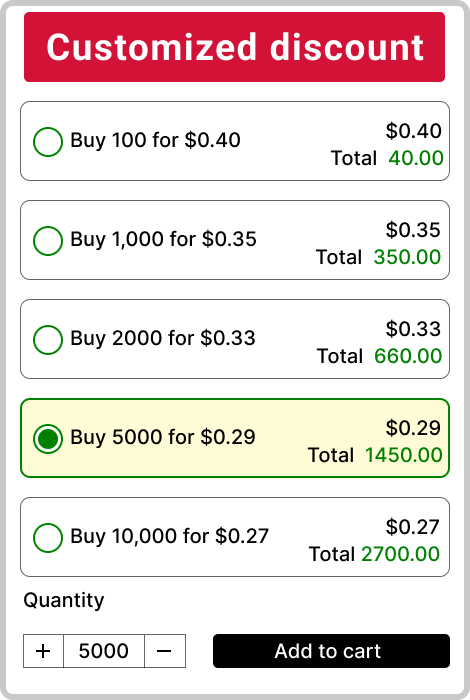 Customized discount
Buy 100 for $0.40
$0.40
Total 40.00
Buy 1,000 for $0.35
$0.35
Total 350.00
Buy 2000 for $0.33
$0.33
Total 660.00
Buy 5000 for $0.29
$0.29
Total 1450.00
Buy 10,000 for $0.27
$0.27
Total 2700.00
Quantity
+ 5000 − Add to cart